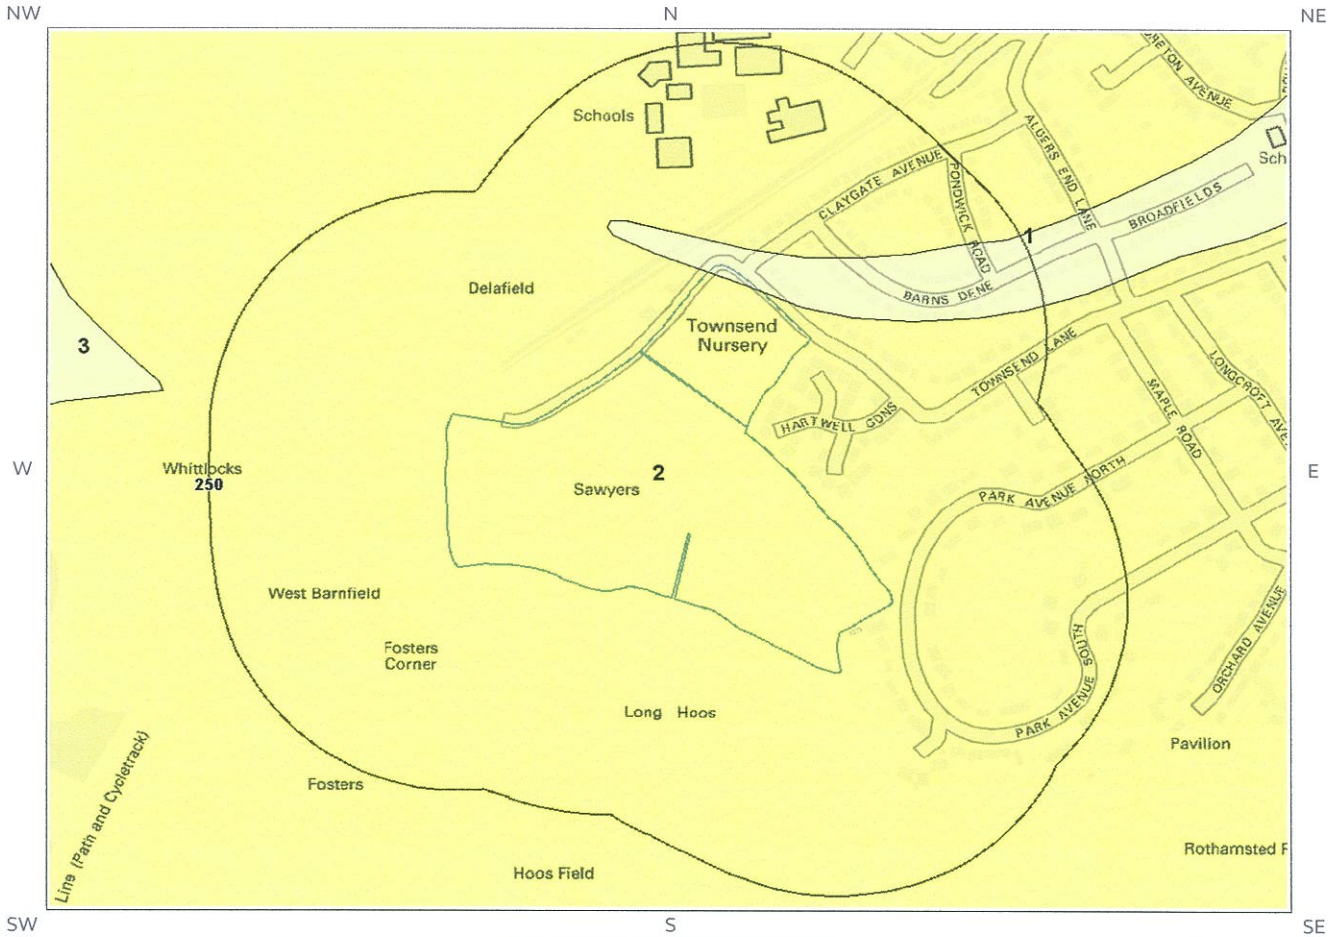 NW
N
NE
Schools
CLAYGATE AVENUE
PONDWICK ROAD
ALDERS END LANE
AVENUE
Sch
BROADFIELDS
1
BARNS DENE
Delafield
Townsend
Nursery
3
TOWNSEND LANE
LONGCROFT AVE
MAPLE ROAD
HARTWELL GDNS
W
Whittlocks
250
2
Sawyers
PARK AVENUE NORTH
E
West Barnfield
Fosters
Corner
PARK AVENUE SOUTH
ORCHARD AVENUE
Long Hoos
Pavilion
Line (Path and Cycletrack)
Fosters
Hoos Field
Rothamsted
SW
S
SE